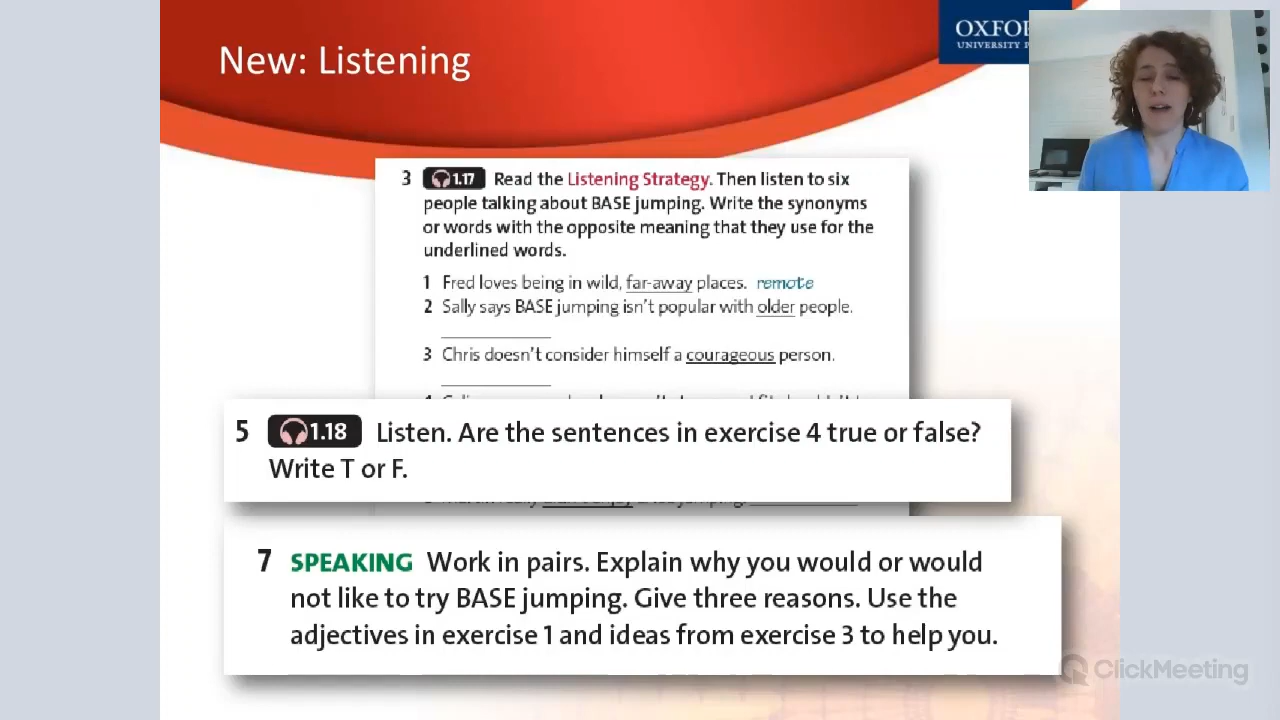 New: Listening
OXFO
UNIVERSITY P
3 1.17 Read the Listening Strategy. Then listen to six
people talking about BASE jumping. Write the synonyms
or words with the opposite meaning that they use for the
underlined words.
1 Fred loves being in wild, far-away places. remote
2 Sally says BASE jumping isn't popular with older people.
3 Chris doesn't consider himself a courageous person.
5 1.18 Listen. Are the sentences in exercise 4 true or false?
Write T or F.
7 SPEAKING Work in pairs. Explain why you would or would
not like to try BASE jumping. Give three reasons. Use the
adjectives in exercise 1 and ideas from exercise 3 to help you.
ClickMeeting